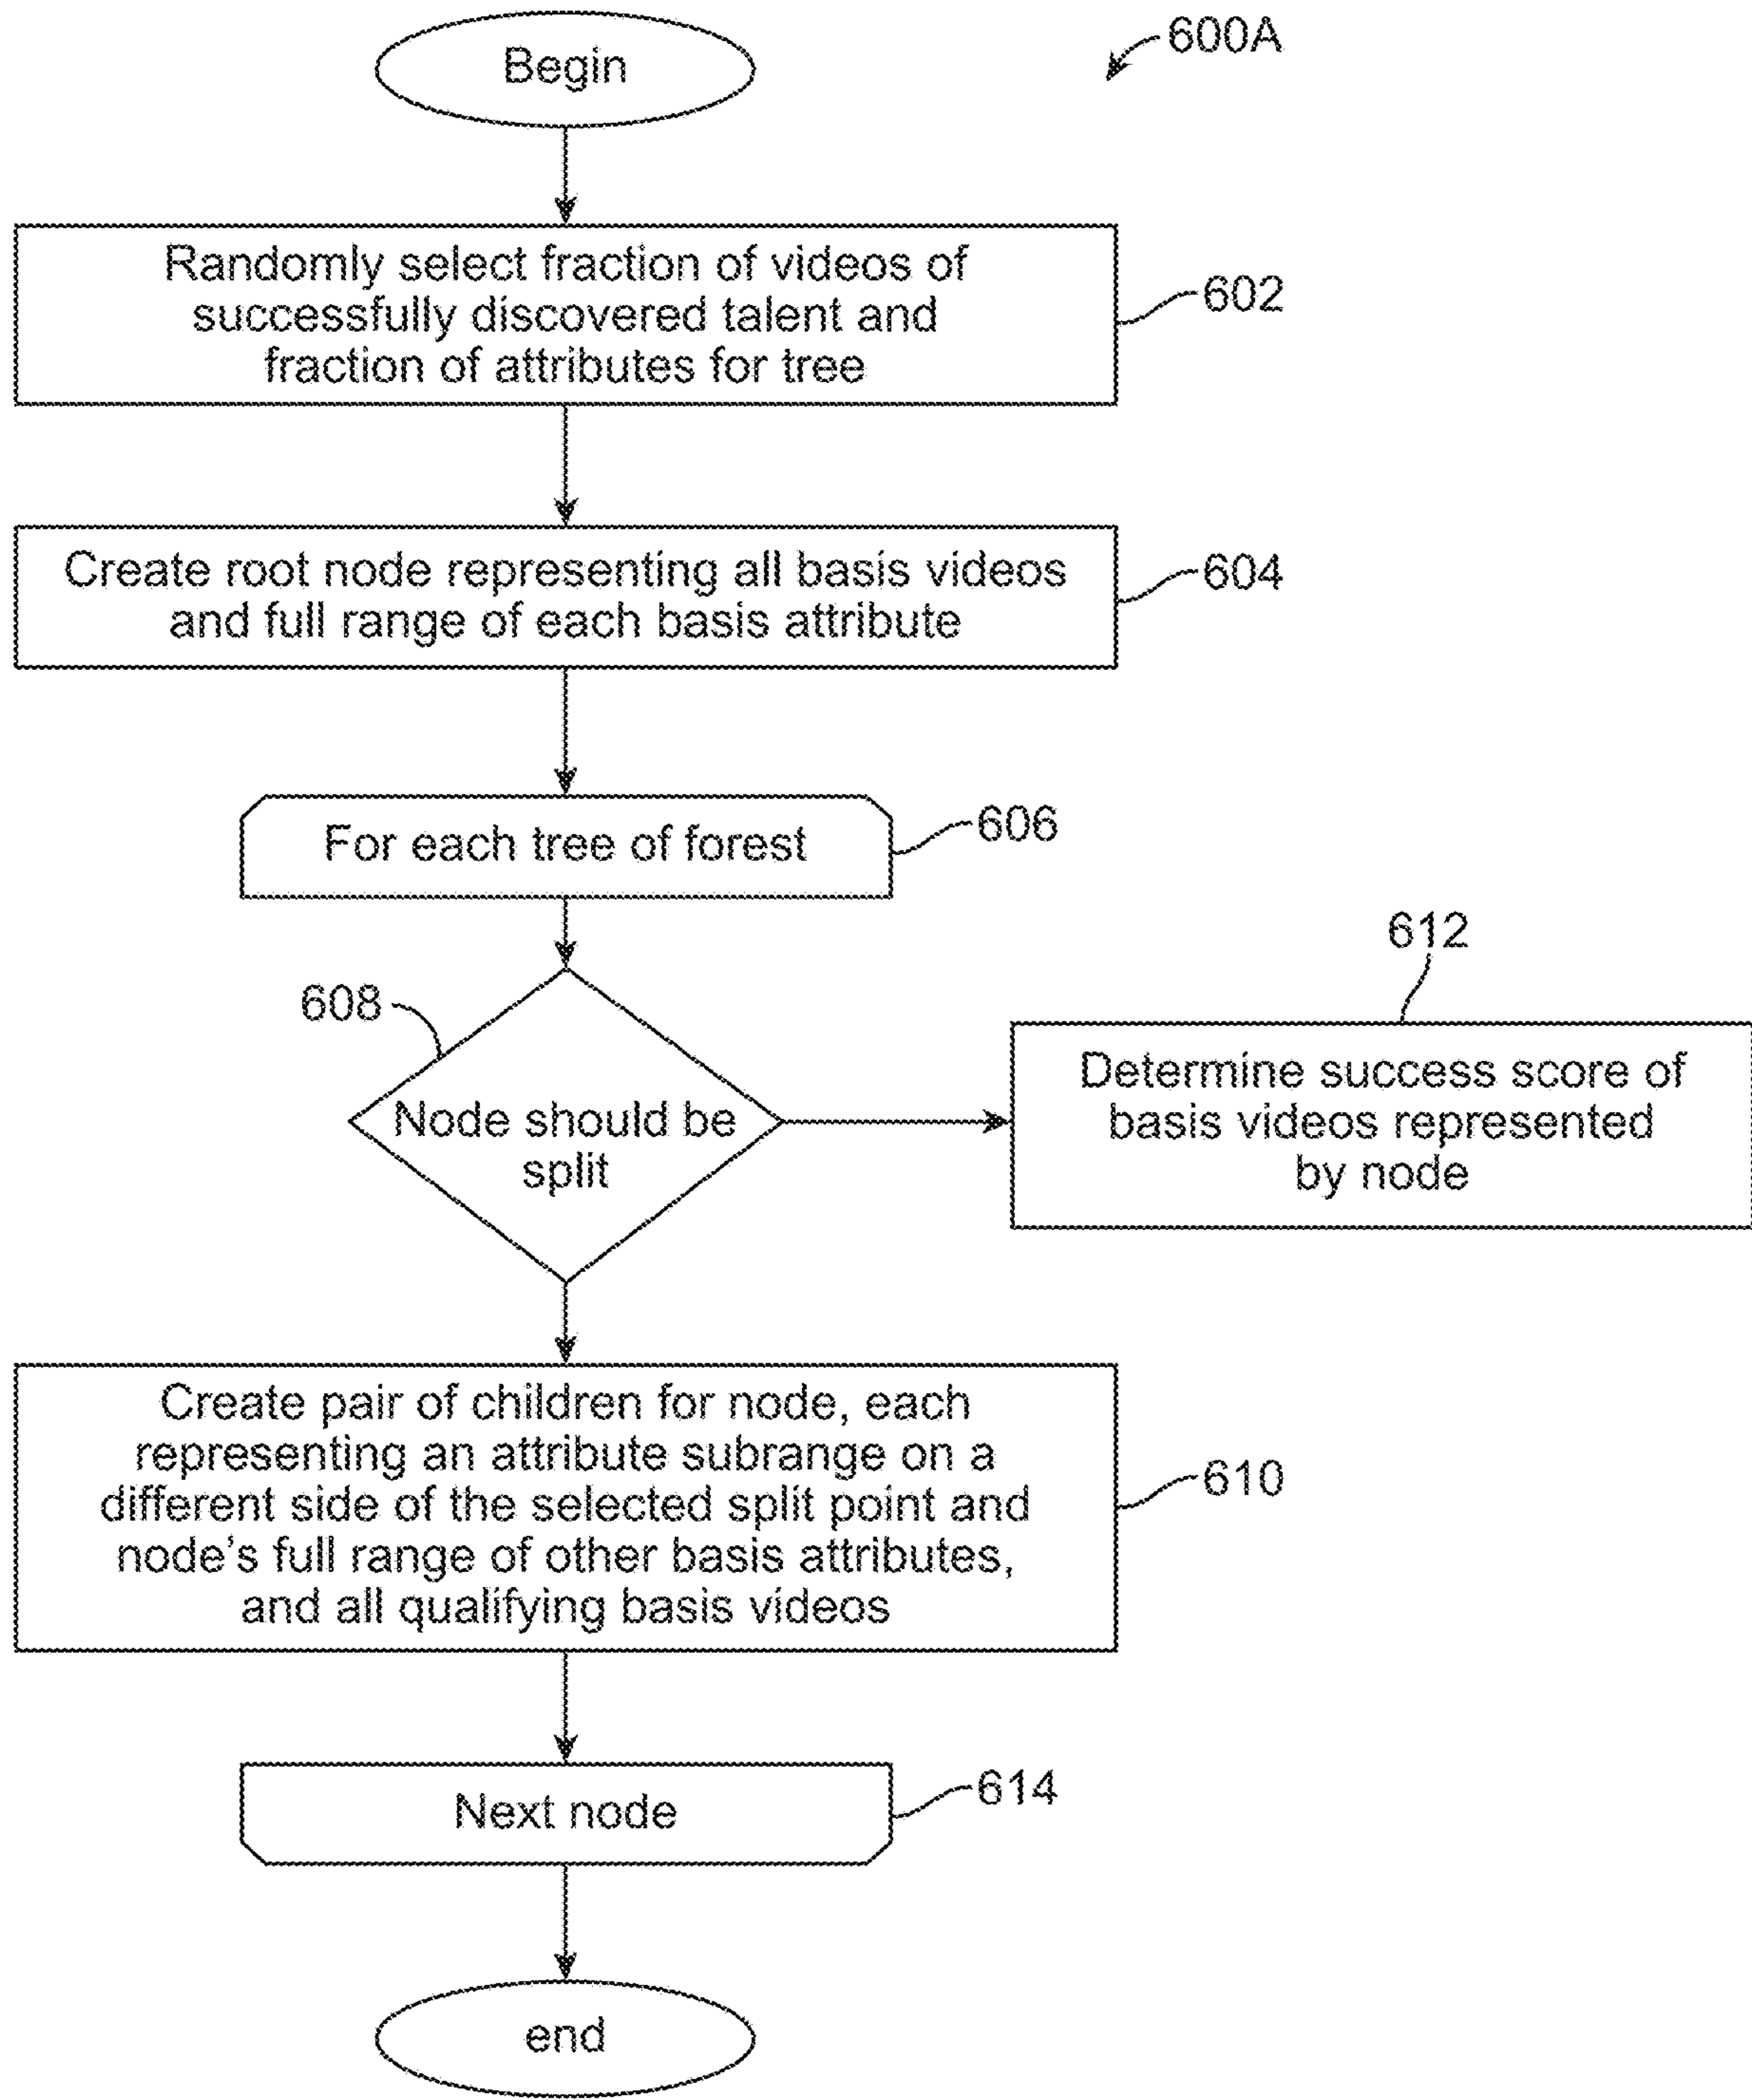 600A
Begin
Randomly select fraction of videos of
successfully discovered talent and
fraction of attributes for tree
602
Create root node representing all basis videos
and full range of each basis attribute
604
For each tree of forest
606
608
Node should be
split
612
Determine success score of
basis videos represented
by node
Create pair of children for node, each
representing an attribute subrange on a
different side of the selected split point and
node's full range of other basis attributes,
and all qualifying basis videos
610
Next node
614
end